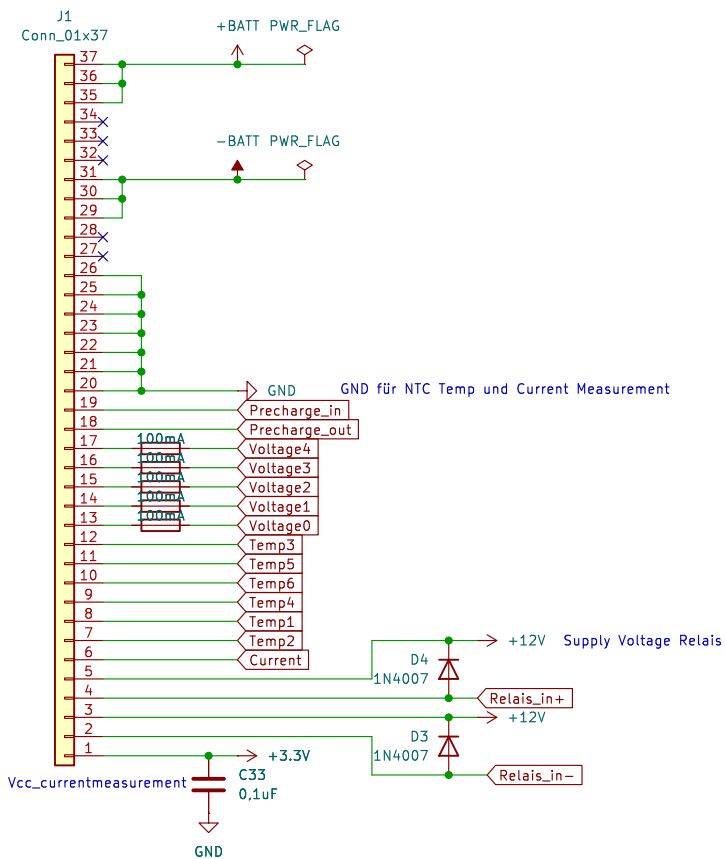 J1
Conn_01x37
+BATT PWR_FLAG
37
36
35
34
33
32
-BATT PWR_FLAG
31
30
29
28
27
26
25
24
23
22
21
20 GND GND für NTC Temp und Current Measurement
19 Precharge_in
18 Precharge_out
17 100mA Voltage4
16 100mA Voltage3
15 100mA Voltage2
14 100mA Voltage1
13 100mA Voltage0
12 Temp3
11 Temp5
10 Temp6
9 Temp4
8 Temp1
7 Temp2
+12V Supply Voltage Relais
6 Current
D4
5 1N4007
4 Relais_in+
3 +12V
2 D3
1 +3.3V 1N4007
Vcc_currentmeasurement
C33
0,1uF
Relais_in-
GND